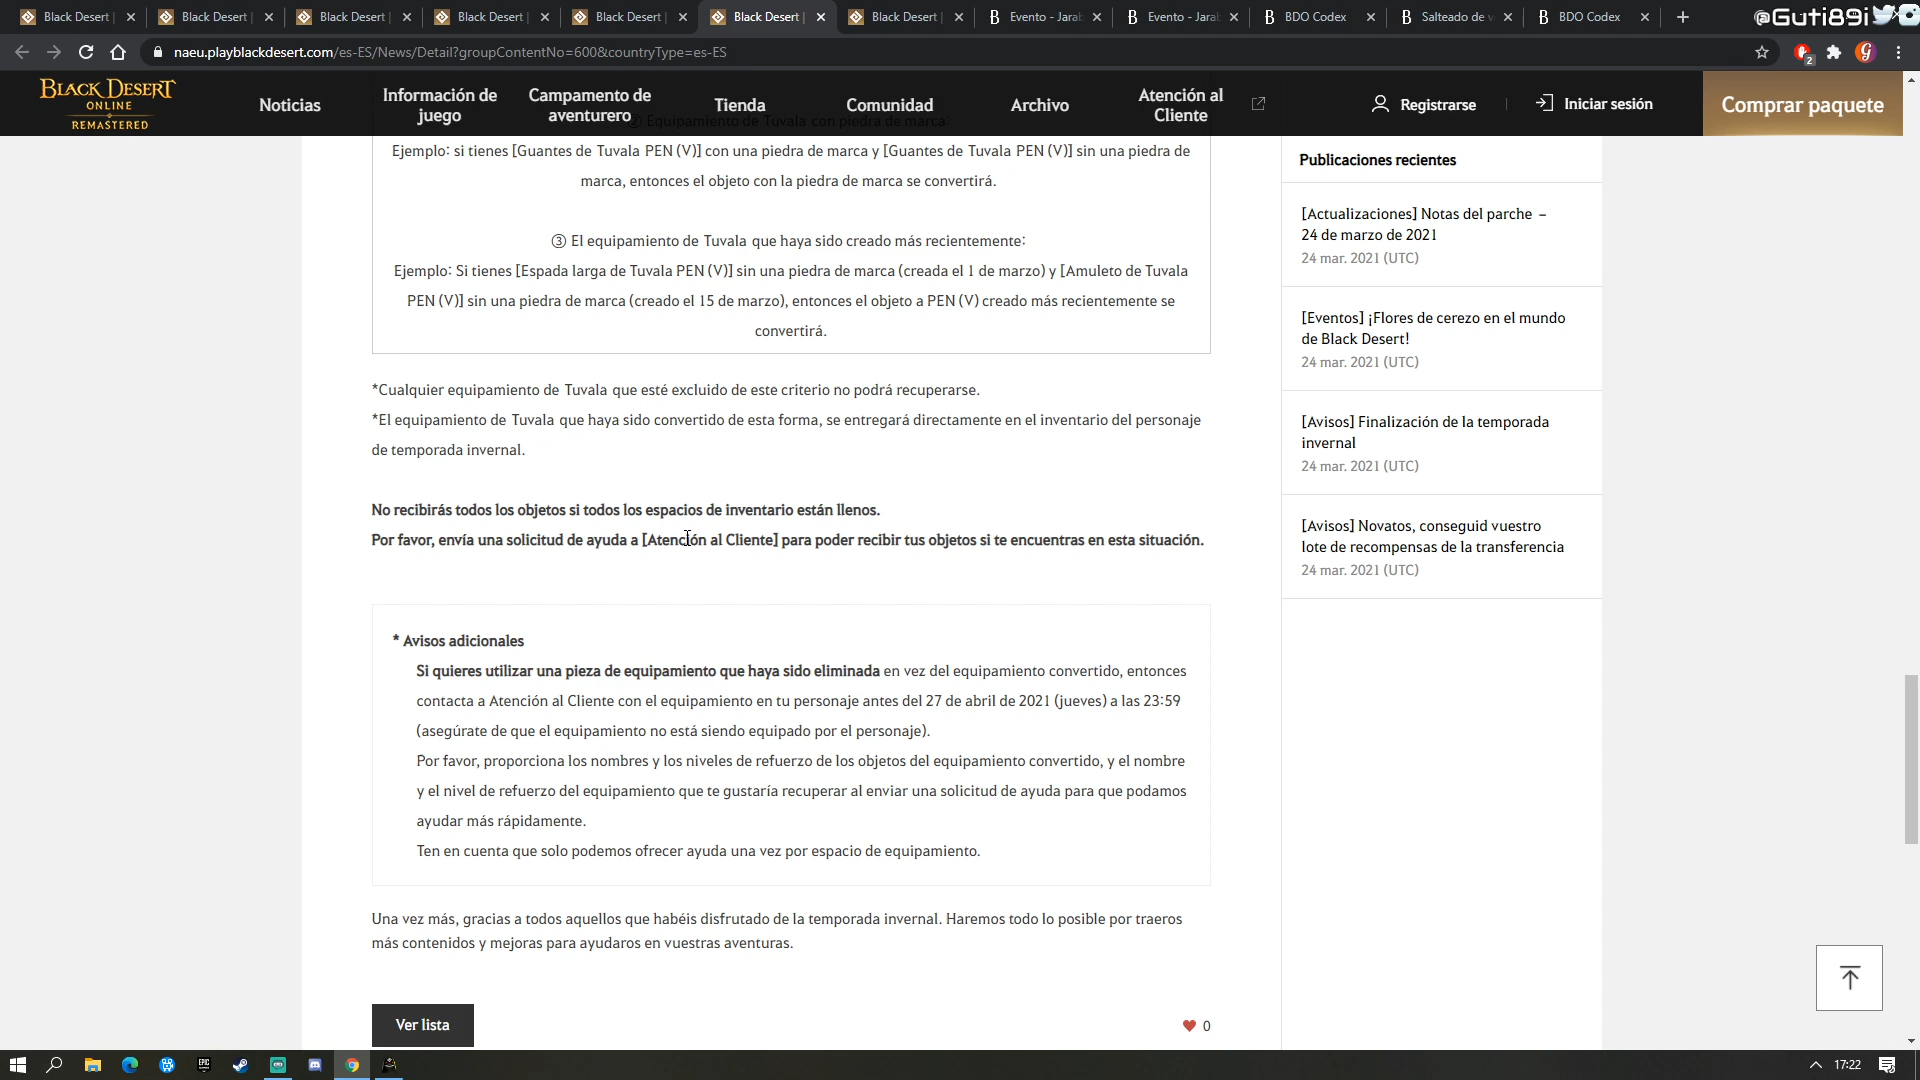 Black Desert |
Black Desert |
Black Desert |
Black Desert |
Black Desert |
Black Desert |
Black Desert |
Evento - Jarab
Evento - Jarab
BDO Codex
Salteado de v
BDO Codex
@Guti89i
naeu.playblackdesert.com/es-ES/News/Detail?groupContentNo=600&countryType=es-ES
2
BLACK DESERT
ONLINE
REMASTERED
Noticias
Información de
juego
Campamento de
aventurero
Tienda
Comunidad
Archivo
Atención al
Cliente
Registrarse
Iniciar sesión
Comprar paquete
② Equipamiento de Tuvala con piedra de marca:
Ejemplo: si tienes [Guantes de Tuvala PEN (V)] con una piedra de marca y [Guantes de Tuvala PEN (V)] sin una piedra de
marca, entonces el objeto con la piedra de marca se convertirá.
③ El equipamiento de Tuvala que haya sido creado más recientemente:
Ejemplo: Si tienes [Espada larga de Tuvala PEN (V)] sin una piedra de marca (creada el 1 de marzo) y [Amuleto de Tuvala
PEN (V)] sin una piedra de marca (creado el 15 de marzo), entonces el objeto a PEN (V) creado más recientemente se
convertirá.
*Cualquier equipamiento de Tuvala que esté excluido de este criterio no podrá recuperarse.
*El equipamiento de Tuvala que haya sido convertido de esta forma, se entregará directamente en el inventario del personaje
de temporada invernal.
No recibirás todos los objetos si todos los espacios de inventario están llenos.
Por favor, envía una solicitud de ayuda a [Atención al Cliente] para poder recibir tus objetos si te encuentras en esta situación.
* Avisos adicionales
Si quieres utilizar una pieza de equipamiento que haya sido eliminada en vez del equipamiento convertido, entonces
contacta a Atención al Cliente con el equipamiento en tu personaje antes del 27 de abril de 2021 (jueves) a las 23:59
(asegúrate de que el equipamiento no está siendo equipado por el personaje).
Por favor, proporciona los nombres y los niveles de refuerzo de los objetos del equipamiento convertido, y el nombre
y el nivel de refuerzo del equipamiento que te gustaría recuperar al enviar una solicitud de ayuda para que podamos
ayudar más rápidamente.
Ten en cuenta que solo podemos ofrecer ayuda una vez por espacio de equipamiento.
Una vez más, gracias a todos aquellos que habéis disfrutado de la temporada invernal. Haremos todo lo posible por traeros
más contenidos y mejoras para ayudaros en vuestras aventuras.
Ver lista
0
Publicaciones recientes
[Actualizaciones] Notas del parche –
24 de marzo de 2021
24 mar. 2021 (UTC)
[Eventos] ¡Flores de cerezo en el mundo
de Black Desert!
24 mar. 2021 (UTC)
[Avisos] Finalización de la temporada
invernal
24 mar. 2021 (UTC)
[Avisos] Novatos, conseguid vuestro
lote de recompensas de la transferencia
24 mar. 2021 (UTC)
17:22